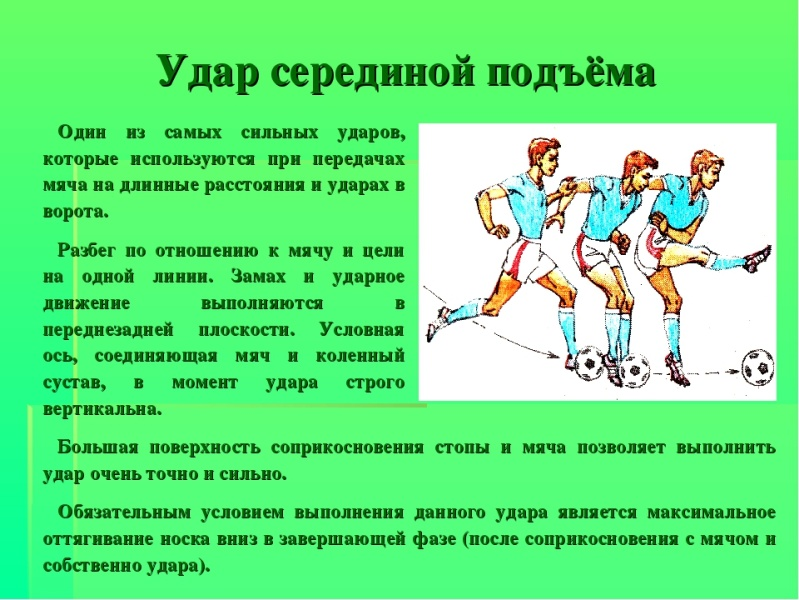 Удар серединой подъёма
Один из самых сильных ударов,
которые используются при передачах
мяча на длинные расстояния и ударах в
ворота.
Разбег по отношению к мячу и цели
на одной линии. Замах и ударное
движение выполняются в
переднезадней плоскости. Условная
ось, соединяющая мяч и коленный
сустав, в момент удара строго
вертикальна.
Большая поверхность соприкосновения стопы и мяча позволяет выполнить
удар очень точно и сильно.
Обязательным условием выполнения данного удара является максимальное
оттягивание носка вниз в завершающей фазе (после соприкосновения с мячом и
собственно удара).